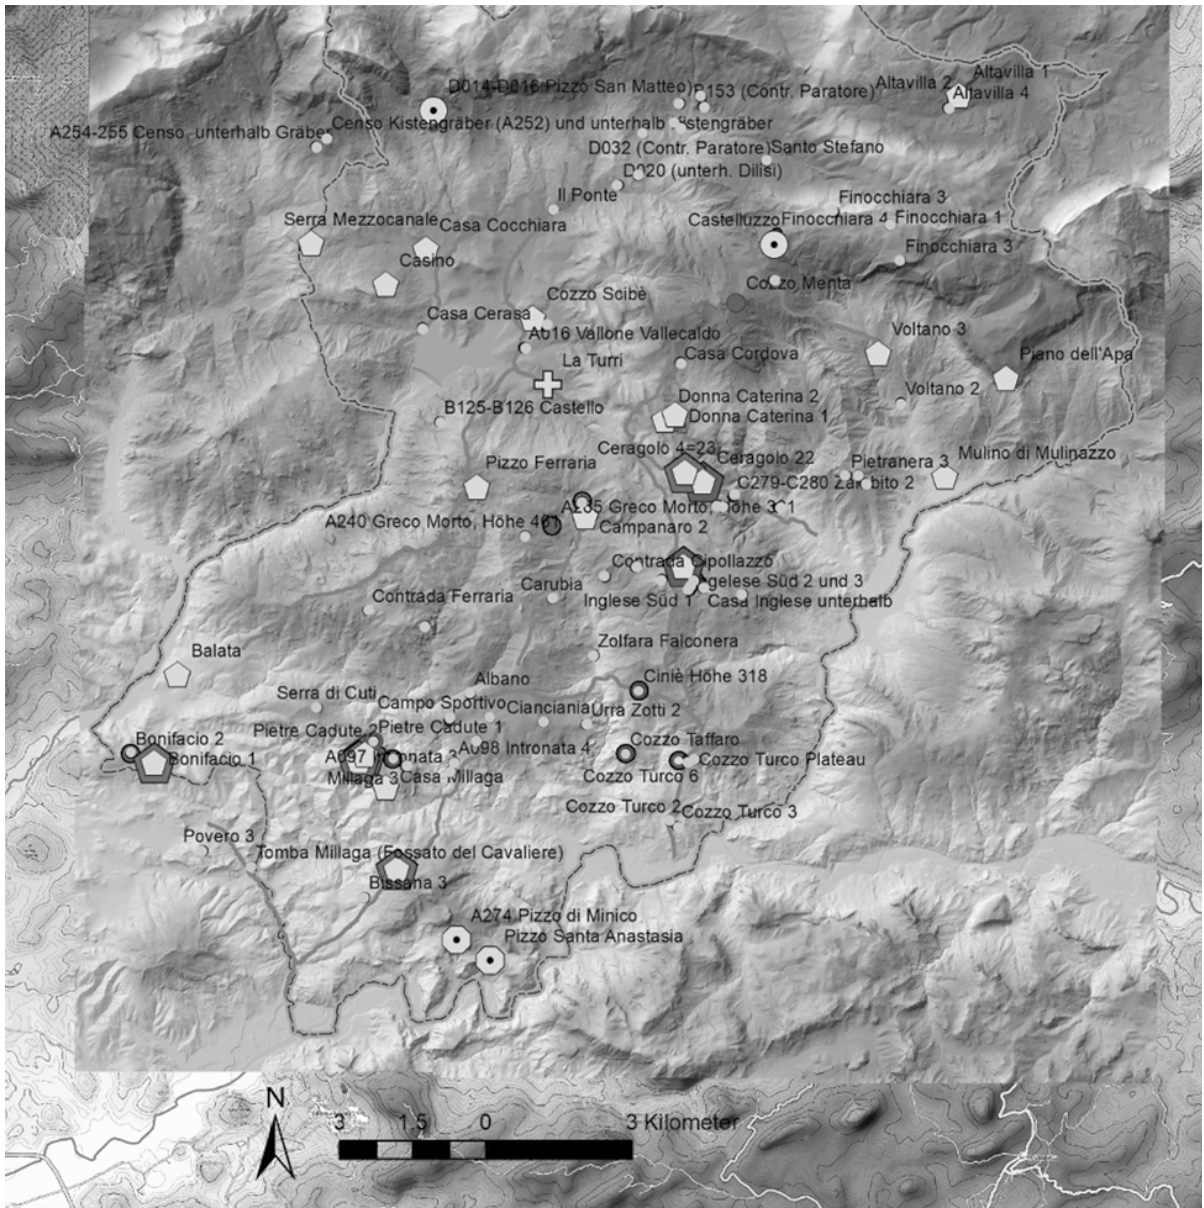 Altavilla 1
D014-D016 Pizzo San Matteo)
Altavilla 2
P153 (Contr. Paratore)
Altavilla 4
A254-255 Censo, unterhalb Gräber
Censo Kistengräber (A252) und unterhalb Kistengräber
D032 (Contr. Paratore)
Santo Stefano
D020 (unterh. Dilisi)
Il Ponte
Finocchiara 3
Serra Mezzocanale
Casa Cocchiara
Castelluzzo
Finocchiara 4
Finocchiara 1
Finocchiara 3
Casino
Cozzo Menta
Cozzo Scibè
Casa Cerasa
A016 Vallone Vallecaldo
Voltano 3
La Turri
Casa Cordova
Piano dell'Apa
Voltano 2
Donna Caterina 2
B125-B126 Castello
Donna Caterina 1
Ceragolo 4=23
Ceragolo 22
Mulino di Mulinazzo
Pizzo Ferraria
Pietranera 3
C279-C280
2
A240 Greco Morto, Höhe 461
Greco Morto, Höhe
Campanaro 2
Contrada Cipollazzo
Carubia
Ingelese Süd 2 und 3
Contrada Ferraria
Inglese Süd 1
Casa Inglese unterhalb
Zolfara Falconera
Balata
Albano
Ciniè Höhe 318
Serra di Cuti
Campo Sportivo
Cianciania
Urra Zotti 2
Pietre Cadute 2
Pietre Cadute 1
Bonifacio 2
Cozzo Taffaro
Bonifacio 1
A097 Intronata 3
Au98 Intronata 4
Cozzo Turco Plateau
Millaga 3
Casa Millaga
Cozzo Turco 6
Cozzo Turco 2
Cozzo Turco 3
Povero 3
Tomba Millaga (Fossato del Cavaliere)
Bissana 3
A274 Pizzo di Minico
Pizzo Santa Anastasia
N
3 1,5 0 3 Kilometer